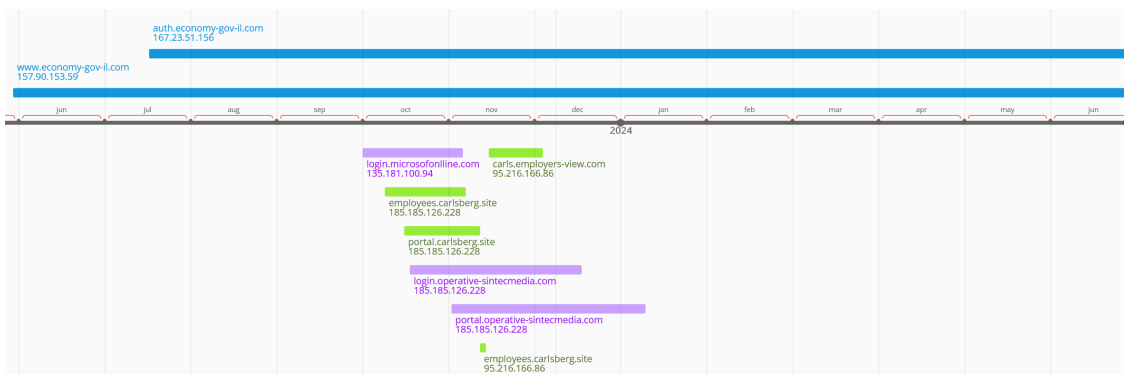 auth.economy-gov-il.com
167.23.51.156
www.economy-gov-il.com
157.90.153.59
jun jul aug sep oct nov dec jan feb mar apr may jun
2024
login.microsofonlline.com
135.181.100.94
carls.employers-view.com
95.216.166.86
employees.carlsberg.site
185.185.126.228
portal.carlsberg.site
185.185.126.228
login.operative-sintecmedia.com
185.185.126.228
portal.operative-sintecmedia.com
185.185.126.228
employees.carlsberg.site
95.216.166.86